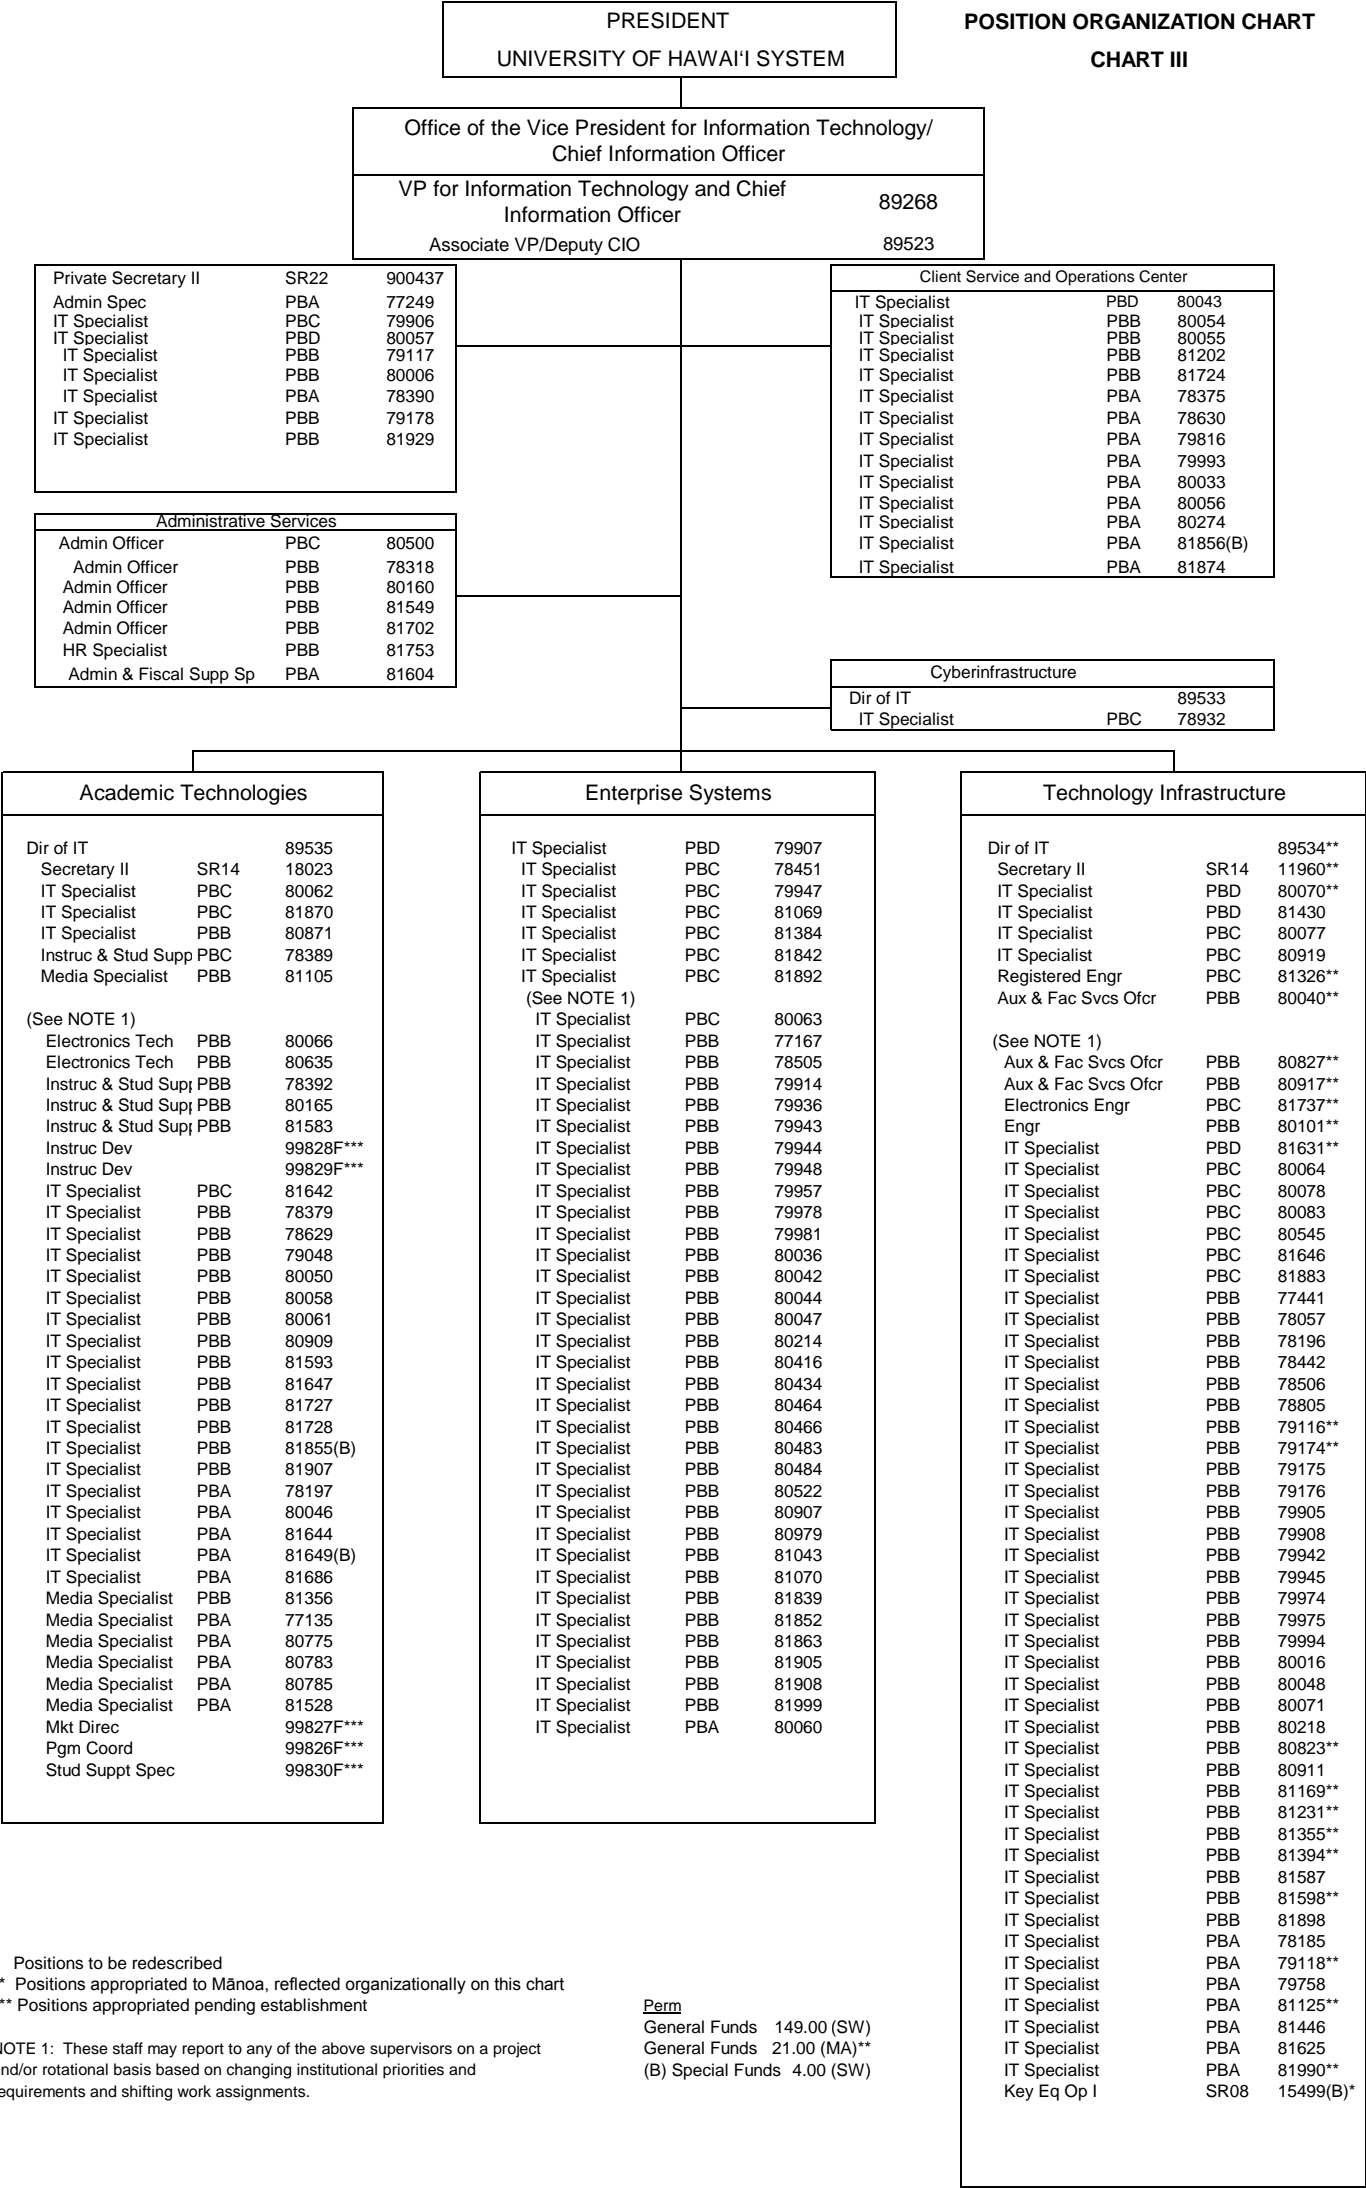 PRESIDENT
UNIVERSITY OF HAWAI‘I SYSTEM
POSITION ORGANIZATION CHART
CHART III
Office of the Vice President for Information Technology/
Chief Information Officer
VP for Information Technology and Chief
Information Officer 89268
Associate VP/Deputy CIO 89523
Private Secretary II SR22 900437
Admin Spec PBA 77249
IT Specialist PBC 79906
IT Specialist PBD 80057
IT Specialist PBB 79117
IT Specialist PBB 80006
IT Specialist PBA 78390
IT Specialist PBB 79178
IT Specialist PBB 81929
Client Service and Operations Center
IT Specialist PBD 80043
IT Specialist PBB 80054
IT Specialist PBB 80055
IT Specialist PBB 81202
IT Specialist PBB 81724
IT Specialist PBA 78375
IT Specialist PBA 78630
IT Specialist PBA 79816
IT Specialist PBA 79993
IT Specialist PBA 80033
IT Specialist PBA 80056
IT Specialist PBA 80274
IT Specialist PBA 81856(B)
IT Specialist PBA 81874
Administrative Services
Admin Officer PBC 80500
Admin Officer PBB 78318
Admin Officer PBB 80160
Admin Officer PBB 81549
Admin Officer PBB 81702
HR Specialist PBB 81753
Admin & Fiscal Supp Sp PBA 81604
Cyberinfrastructure
Dir of IT 89533
IT Specialist PBC 78932
Academic Technologies
Dir of IT 89535
Secretary II SR14 18023
IT Specialist PBC 80062
IT Specialist PBC 81870
IT Specialist PBB 80871
Instruc & Stud Supp PBC 78389
Media Specialist PBB 81105
(See NOTE 1)
Electronics Tech PBB 80066
Electronics Tech PBB 80635
Instruc & Stud Supp PBB 78392
Instruc & Stud Supp PBB 80165
Instruc & Stud Supp PBB 81583
Instruc Dev 99828F***
Instruc Dev 99829F***
IT Specialist PBC 81642
IT Specialist PBB 78379
IT Specialist PBB 78629
IT Specialist PBB 79048
IT Specialist PBB 80050
IT Specialist PBB 80058
IT Specialist PBB 80061
IT Specialist PBB 80909
IT Specialist PBB 81593
IT Specialist PBB 81647
IT Specialist PBB 81727
IT Specialist PBB 81728
IT Specialist PBB 81855(B)
IT Specialist PBB 81907
IT Specialist PBA 78197
IT Specialist PBA 80046
IT Specialist PBA 81644
IT Specialist PBA 81649(B)
IT Specialist PBA 81686
Media Specialist PBB 81356
Media Specialist PBA 77135
Media Specialist PBA 80775
Media Specialist PBA 80783
Media Specialist PBA 80785
Media Specialist PBA 81528
Mkt Direc 99827F***
Pgm Coord 99826F***
Stud Suppt Spec 99830F***
Enterprise Systems
IT Specialist PBD 79907
IT Specialist PBC 78451
IT Specialist PBC 79947
IT Specialist PBC 81069
IT Specialist PBC 81384
IT Specialist PBC 81842
IT Specialist PBC 81892
(See NOTE 1)
IT Specialist PBC 80063
IT Specialist PBB 77167
IT Specialist PBB 78505
IT Specialist PBB 79914
IT Specialist PBB 79936
IT Specialist PBB 79943
IT Specialist PBB 79944
IT Specialist PBB 79948
IT Specialist PBB 79957
IT Specialist PBB 79978
IT Specialist PBB 79981
IT Specialist PBB 80036
IT Specialist PBB 80042
IT Specialist PBB 80044
IT Specialist PBB 80047
IT Specialist PBB 80214
IT Specialist PBB 80416
IT Specialist PBB 80434
IT Specialist PBB 80464
IT Specialist PBB 80466
IT Specialist PBB 80483
IT Specialist PBB 80484
IT Specialist PBB 80522
IT Specialist PBB 80907
IT Specialist PBB 80979
IT Specialist PBB 81043
IT Specialist PBB 81070
IT Specialist PBB 81839
IT Specialist PBB 81852
IT Specialist PBB 81863
IT Specialist PBB 81905
IT Specialist PBB 81908
IT Specialist PBB 81999
IT Specialist PBA 80060
Technology Infrastructure
Dir of IT 89534**
Secretary II SR14 11960**
IT Specialist PBD 80070**
IT Specialist PBD 81430
IT Specialist PBC 80077
IT Specialist PBC 80919
Registered Engr PBC 81326**
Aux & Fac Svcs Ofcr PBB 80040**
(See NOTE 1)
Aux & Fac Svcs Ofcr PBB 80827**
Aux & Fac Svcs Ofcr PBB 80917**
Electronics Engr PBC 81737**
Engr PBB 80101**
IT Specialist PBD 81631**
IT Specialist PBC 80064
IT Specialist PBC 80078
IT Specialist PBC 80083
IT Specialist PBC 80545
IT Specialist PBC 81646
IT Specialist PBC 81883
IT Specialist PBB 77441
IT Specialist PBB 78057
IT Specialist PBB 78196
IT Specialist PBB 78442
IT Specialist PBB 78506
IT Specialist PBB 78805
IT Specialist PBB 79116**
IT Specialist PBB 79174**
IT Specialist PBB 79175
IT Specialist PBB 79176
IT Specialist PBB 79905
IT Specialist PBB 79908
IT Specialist PBB 79942
IT Specialist PBB 79945
IT Specialist PBB 79974
IT Specialist PBB 79975
IT Specialist PBB 79994
IT Specialist PBB 80016
IT Specialist PBB 80048
IT Specialist PBB 80071
IT Specialist PBB 80218
IT Specialist PBB 80823**
IT Specialist PBB 80911
IT Specialist PBB 81169**
IT Specialist PBB 81231**
IT Specialist PBB 81355**
IT Specialist PBB 81394**
IT Specialist PBB 81587
IT Specialist PBB 81598**
IT Specialist PBB 81898
IT Specialist PBA 78185
IT Specialist PBA 79118**
IT Specialist PBA 79758
IT Specialist PBA 81125**
IT Specialist PBA 81446
IT Specialist PBA 81625
IT Specialist PBA 81990**
Key Eq Op I SR08 15499(B)*
Positions to be redescribed
* Positions appropriated to Mānoa, reflected organizationally on this chart
** Positions appropriated pending establishment
NOTE 1: These staff may report to any of the above supervisors on a project
and/or rotational basis based on changing institutional priorities and
requirements and shifting work assignments.
Perm
General Funds 149.00 (SW)
General Funds 21.00 (MA)**
(B) Special Funds 4.00 (SW)